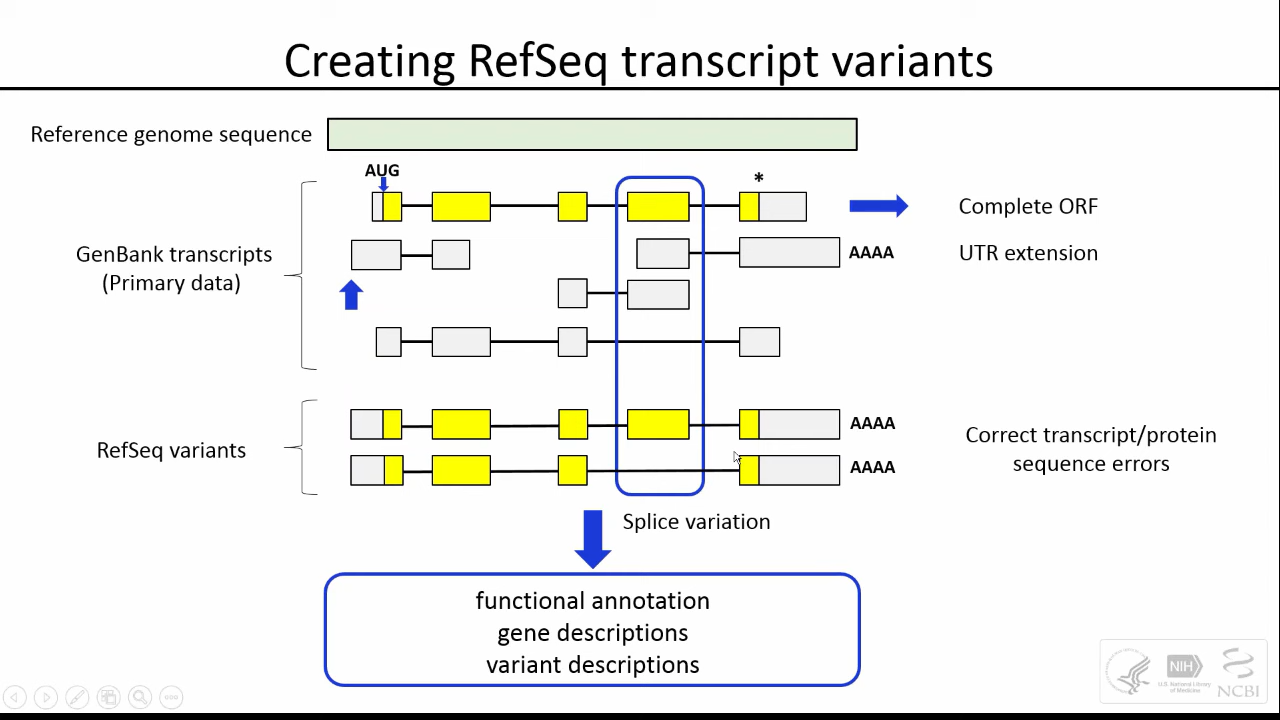 Creating RefSeq transcript variants
Reference genome sequence
AUG
*
Complete ORF
GenBank transcripts
(Primary data)
AAAA
UTR extension
RefSeq variants
AAAA
AAAA
Correct transcript/protein
sequence errors
Splice variation
functional annotation
gene descriptions
variant descriptions
NIH
U.S. National Library
of Medicine
NCBI